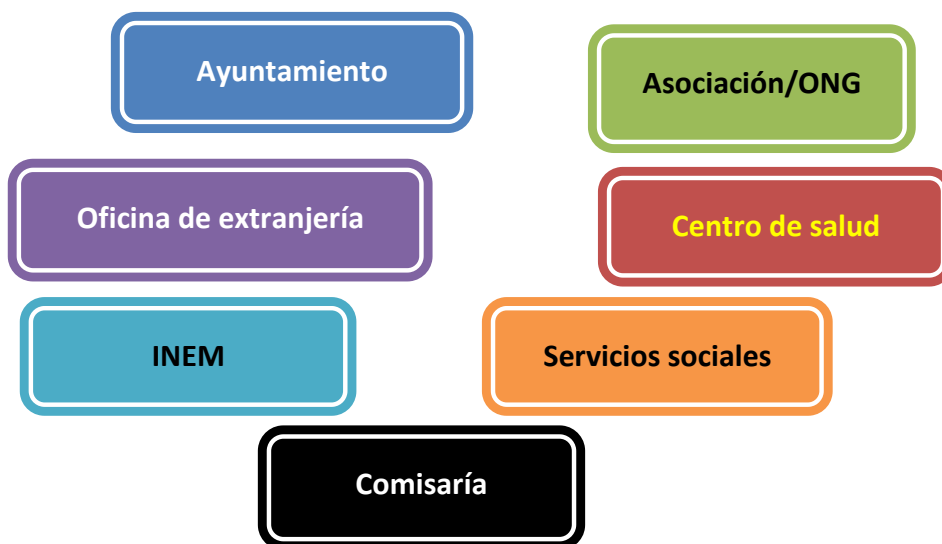 Ayuntamiento
Asociación/ONG
Oficina de extranjería
Centro de salud
INEM
Servicios sociales
Comisaría